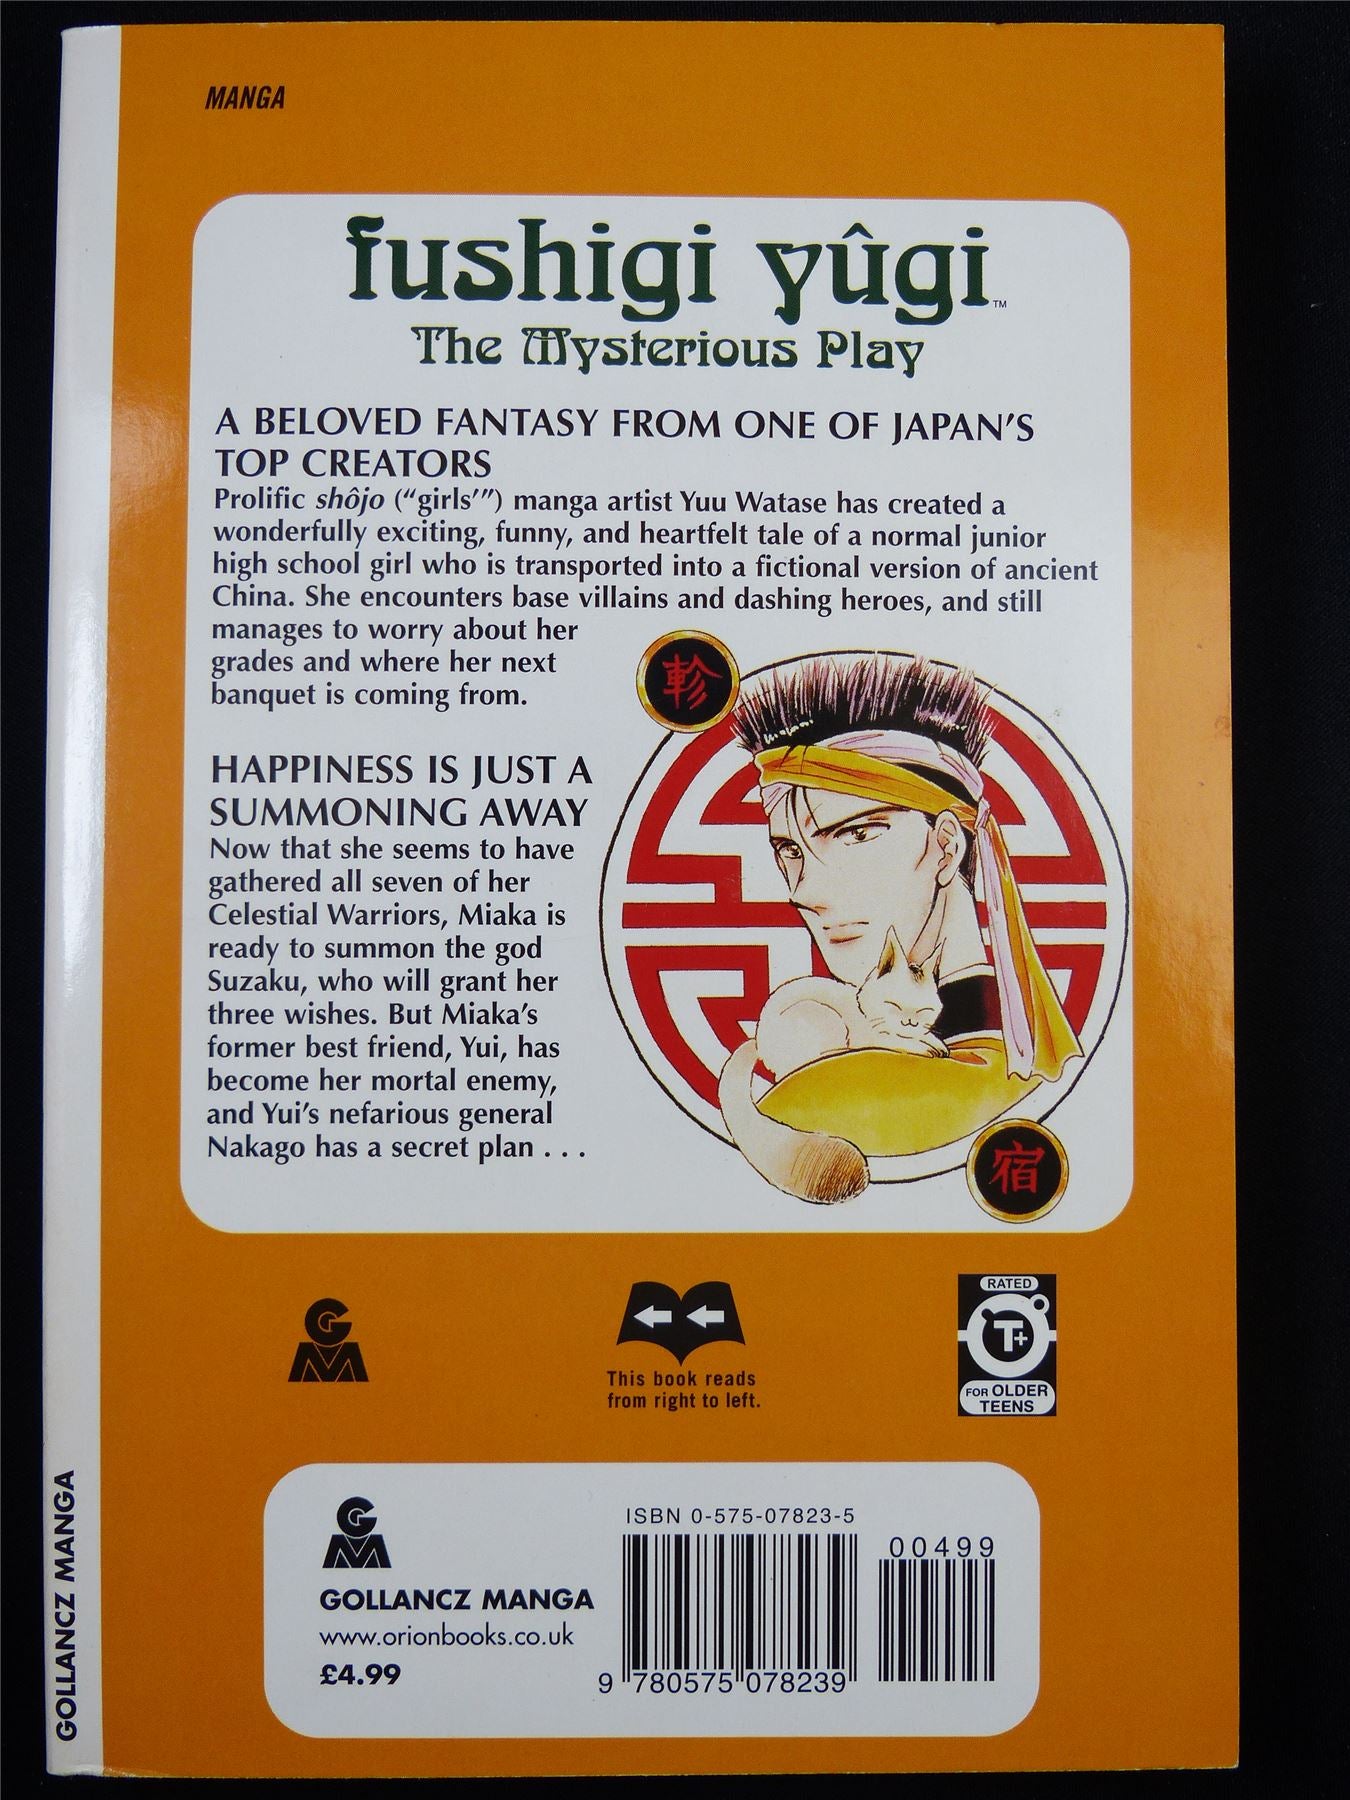 MANGA
fushigi yûgi™
The Mysterious Play
A BELOVED FANTASY FROM ONE OF JAPAN'S
TOP CREATORS
Prolific shôjo (“girls'”) manga artist Yuu Watase has created a
wonderfully exciting, funny, and heartfelt tale of a normal junior
high school girl who is transported into a fictional version of ancient
China. She encounters base villains and dashing heroes, and still
manages to worry about her
grades and where her next
banquet is coming from.
軫
HAPPINESS IS JUST A
SUMMONING AWAY
Now that she seems to have
gathered all seven of her
Celestial Warriors, Miaka is
ready to summon the god
Suzaku, who will grant her
three wishes. But Miaka's
former best friend, Yui, has
become her mortal enemy,
and Yui's nefarious general
Nakago has a secret plan . . .
宿
GM
This book reads
from right to left.
RATED
T+
FOR OLDER
TEENS
GM
GOLLANCZ MANGA
www.orionbooks.co.uk
£4.99
ISBN 0-575-07823-5
00499
9 780575 078239
GOLLANCZ MANGA